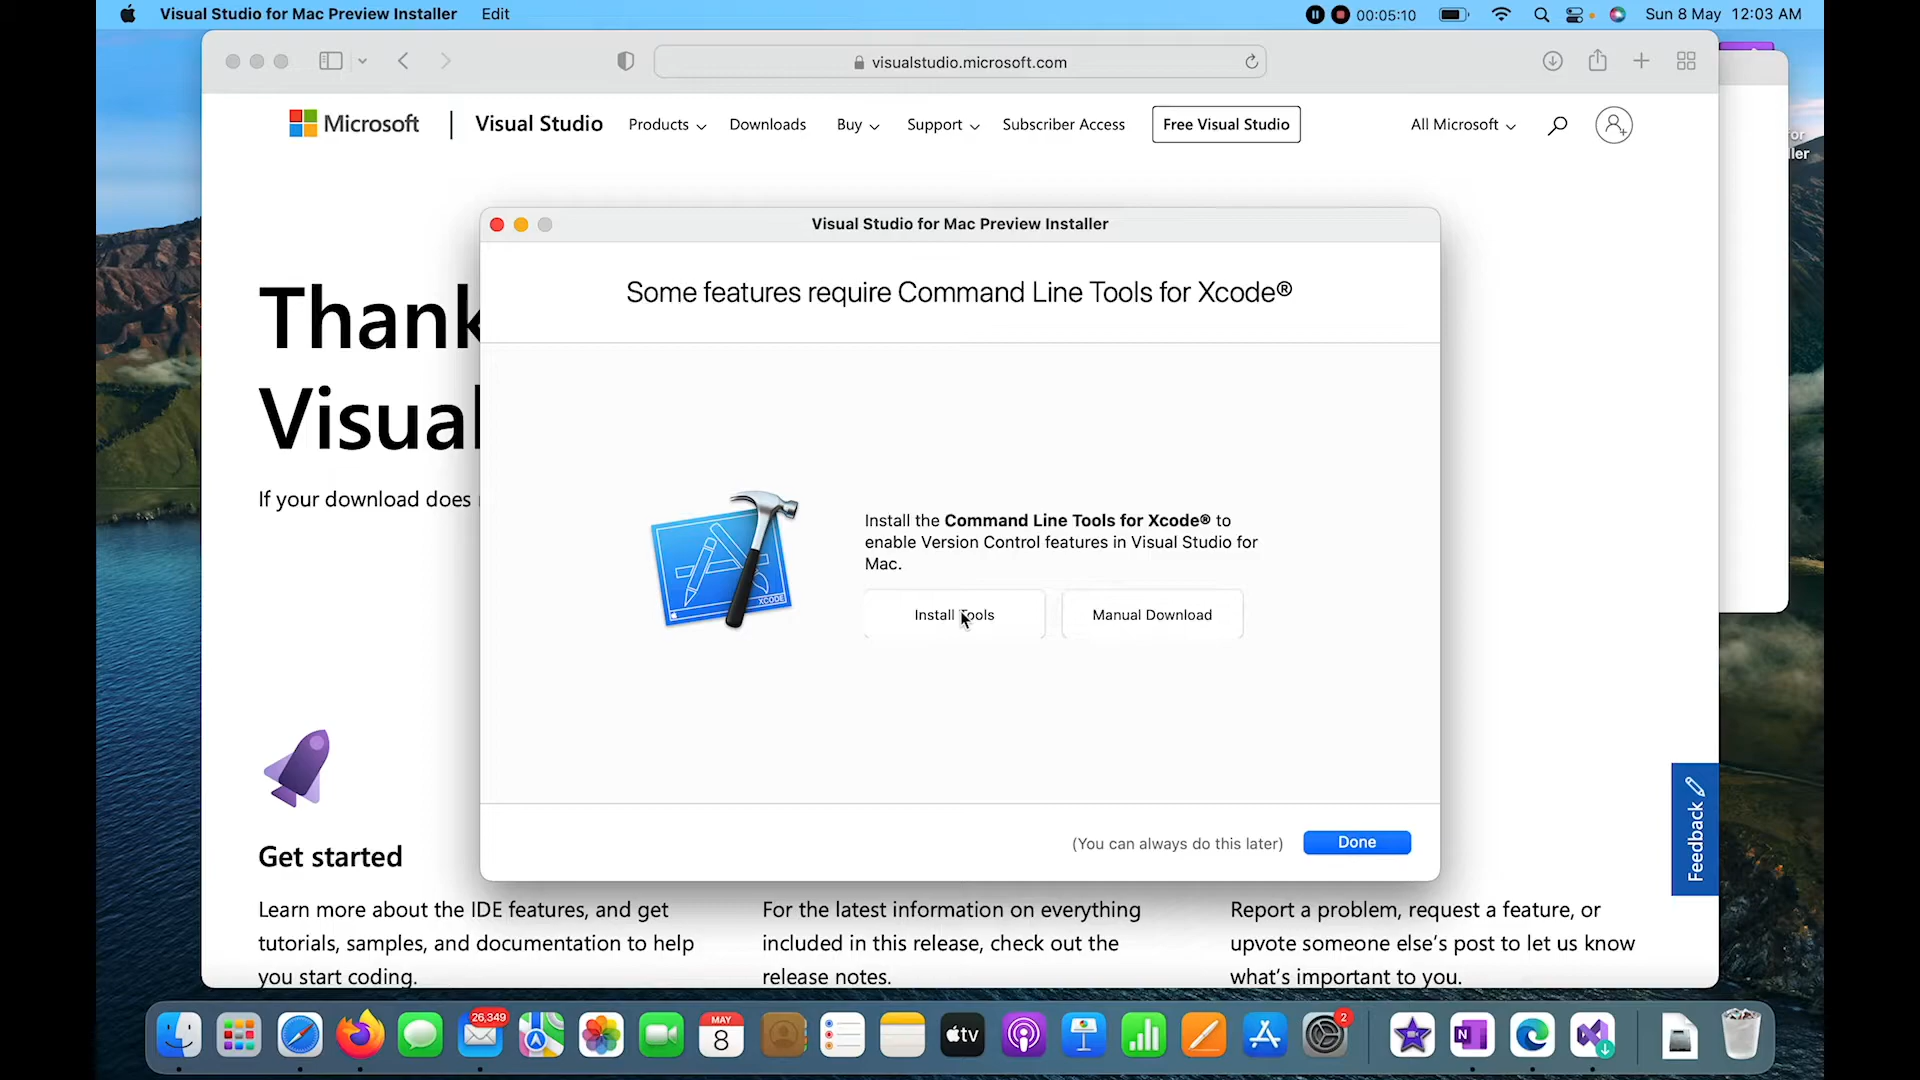 Visual Studio for Mac Preview Installer Edit 00:05:10 Sun 8 May 12:03 AM
visualstudio.microsoft.com
Microsoft Visual Studio Products Downloads Buy Support Subscriber Access Free Visual Studio All Microsoft
Visual Studio for Mac Preview Installer
Some features require Command Line Tools for Xcode®
Thank
Visual
If your download does
Install the Command Line Tools for Xcode® to
enable Version Control features in Visual Studio for
Mac.
XCODE
Install Tools Manual Download
(You can always do this later) Done
Feedback
Get started
Learn more about the IDE features, and get
tutorials, samples, and documentation to help
you start coding.
For the latest information on everything
included in this release, check out the
release notes.
Report a problem, request a feature, or
upvote someone else's post to let us know
what's important to you.
26,349
MAY
8
tv
N
2